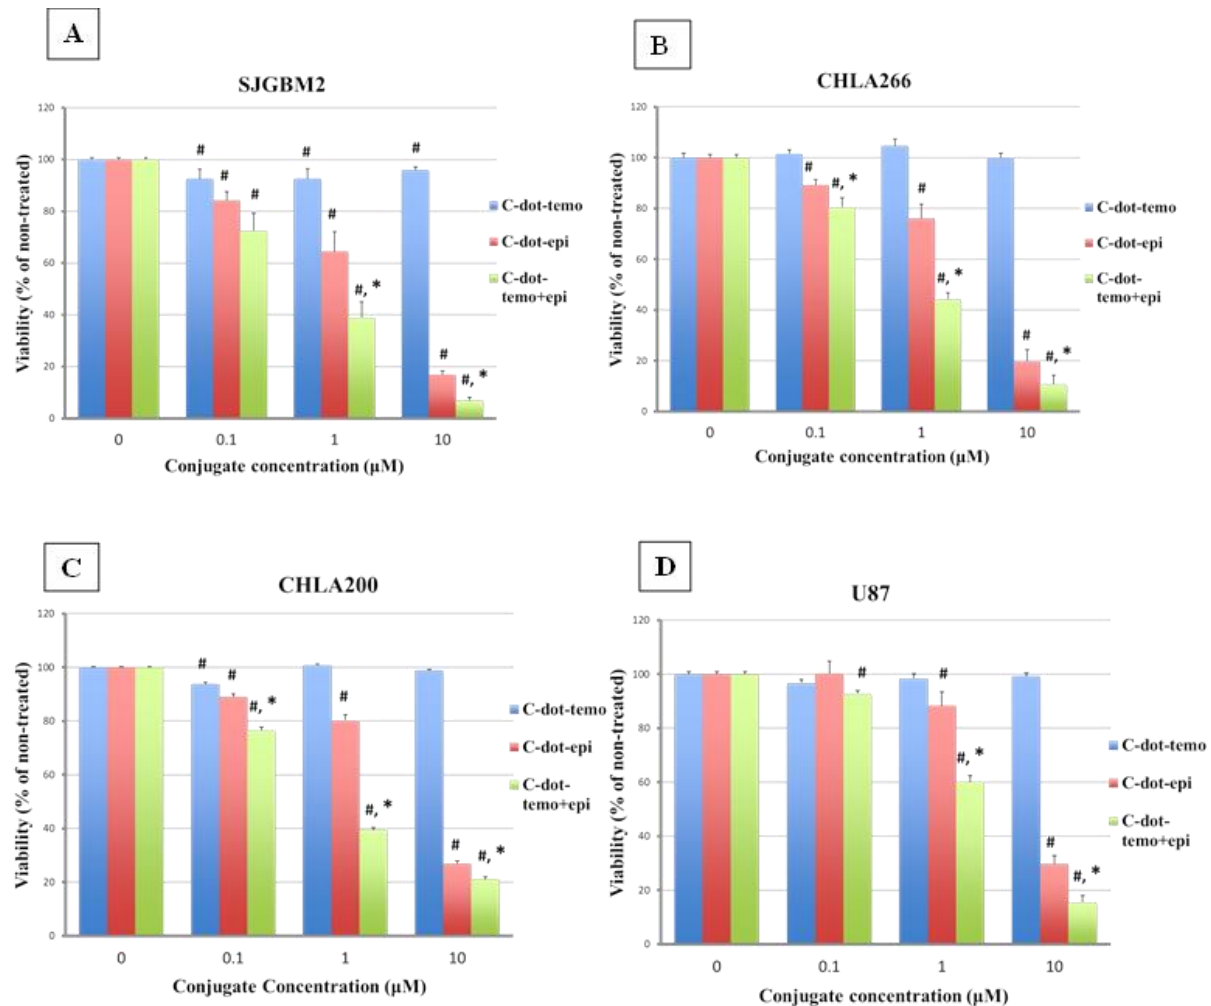 A
SJGBM2
120
100
80
60
40
20
0
Viability (% of non-treated)
#
#
#
#
#
#, *
#
#
#, *
0
0.1
1
10
Conjugate concentration (µM)
C-dot-temo
C-dot-epi
C-dot-
temo+epi
B
CHLA266
120
100
80
60
40
20
0
Viability (% of non-treated)
#
#, *
#
#, *
#
#, *
0
0.1
1
10
Conjugate concentration (µM)
C-dot-temo
C-dot-epi
C-dot-
temo+epi
C
CHLA200
120
100
80
60
40
20
0
Viability (% of non-treated)
#
#
#, *
#
#, *
#
#, *
0
0.1
1
10
Conjugate Concentration (µM)
C-dot-temo
C-dot-epi
C-dot-
temo+epi
D
U87
120
100
80
60
40
20
0
Viability (% of non-treated)
#
#
#, *
#
#, *
0
0.1
1
10
Conjugate concentration (µM)
C-dot-temo
C-dot-epi
C-dot-
temo+epi